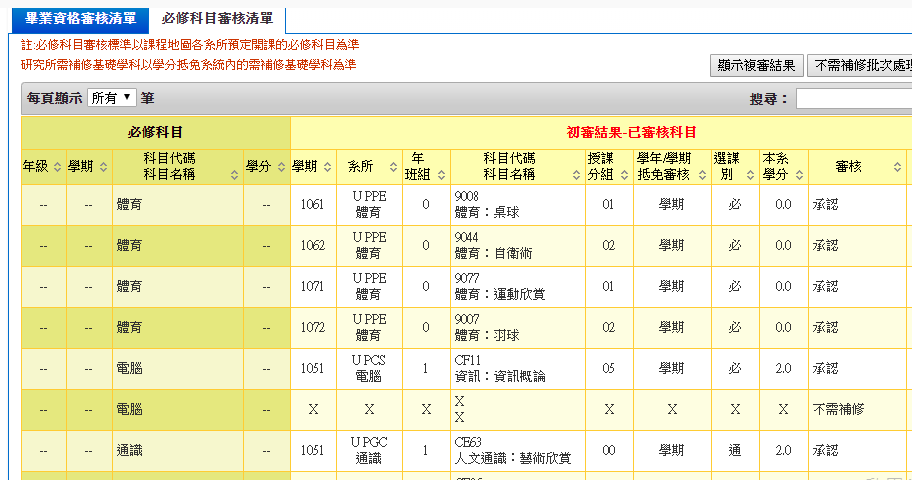 畢業資格審核清單 必修科目審核清單
註:必修科目審核標準以課程地圖各系所預定開課的必修科目為準
研究所需補修基礎學科以學分抵免系統內的需補修基礎學科為準
顯示複審結果 不需補修批次處理
每頁顯示 所有 筆 搜尋：
必修科目 初審結果-已審核科目
年級 學期 科目代碼 科目名稱 學分 學期 系所 年班組 科目代碼 科目名稱 授課分組 學年/學期 抵免審核 選課別 本系學分 審核
-- -- 體育 -- 1061 UPPE 體育 0 9008 體育：桌球 01 學期 必 0.0 承認
-- -- 體育 -- 1062 UPPE 體育 0 9044 體育：自衛術 02 學期 必 0.0 承認
-- -- 體育 -- 1071 UPPE 體育 0 9077 體育：運動欣賞 01 學期 必 0.0 承認
-- -- 體育 -- 1072 UPPE 體育 0 9007 體育：羽球 02 學期 必 0.0 承認
-- -- 電腦 -- 1051 UPCS 電腦 1 CF11 資訊：資訊概論 05 學期 必 2.0 承認
-- -- 電腦 -- X X X X X X X X X 不需補修
-- -- 通識 -- 1051 UPGC 通識 1 CE63 人文通識：藝術欣賞 00 學期 通 2.0 承認